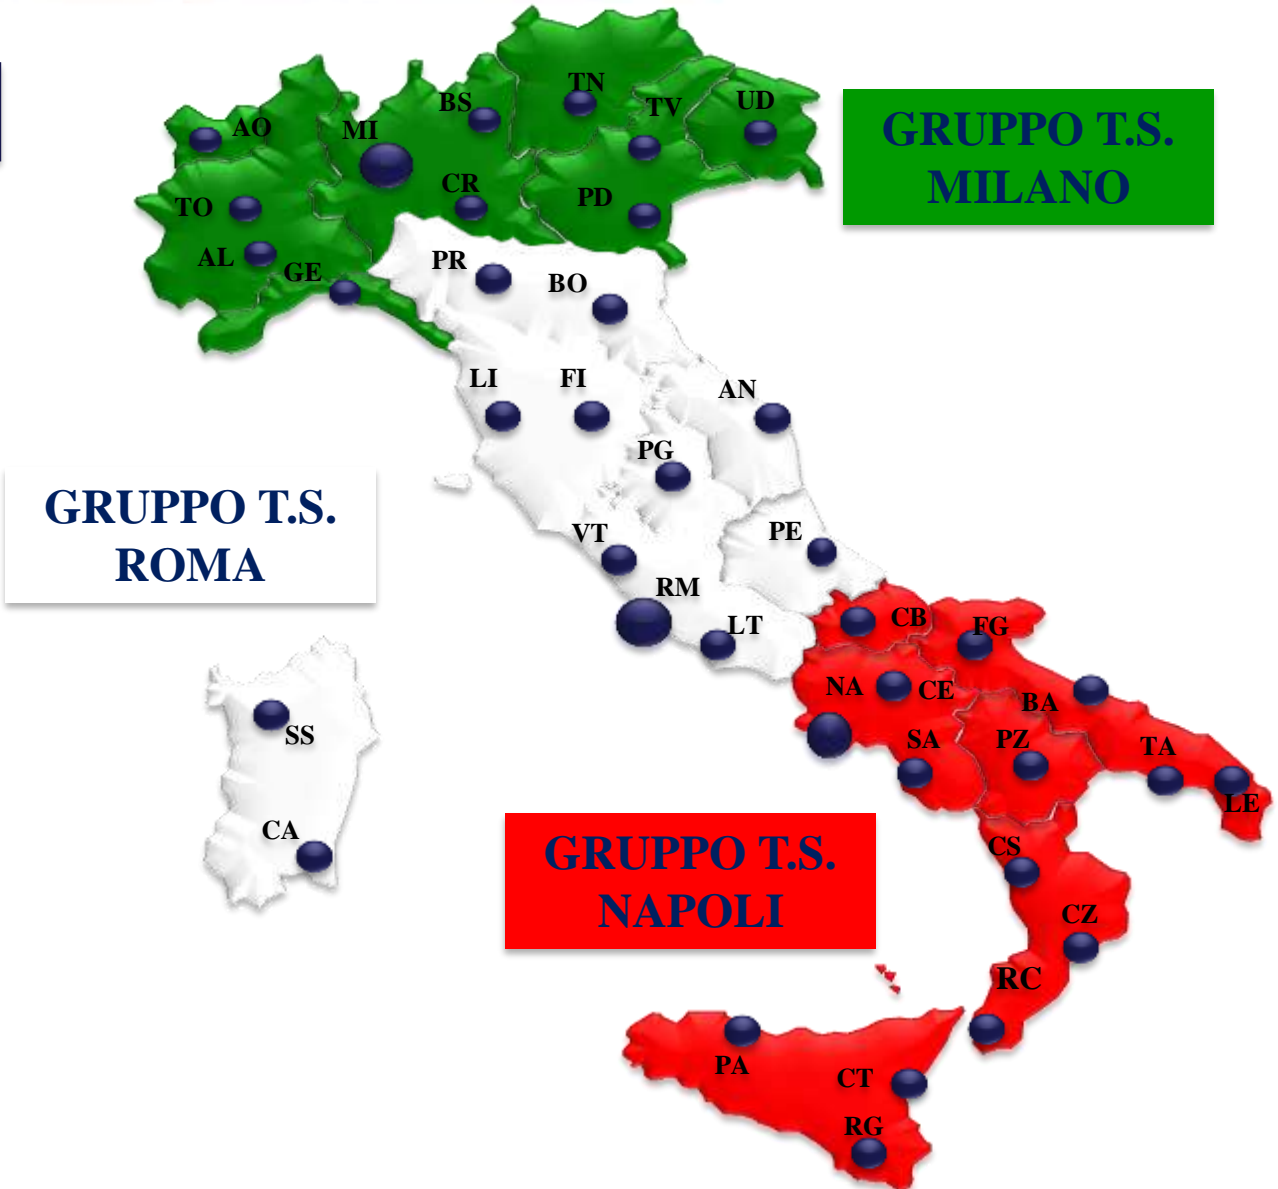 TN
BS
TV
UD
AO
MI
GRUPPO T.S.
MILANO
CR
PD
TO
AL
GE
PR
BO
LI
FI
AN
PG
GRUPPO T.S.
ROMA
VT
PE
RM
LT
CB
FG
NA
CE
BA
SS
SA
PZ
TA
LE
CA
CS
GRUPPO T.S.
NAPOLI
CZ
RC
PA
CT
RG